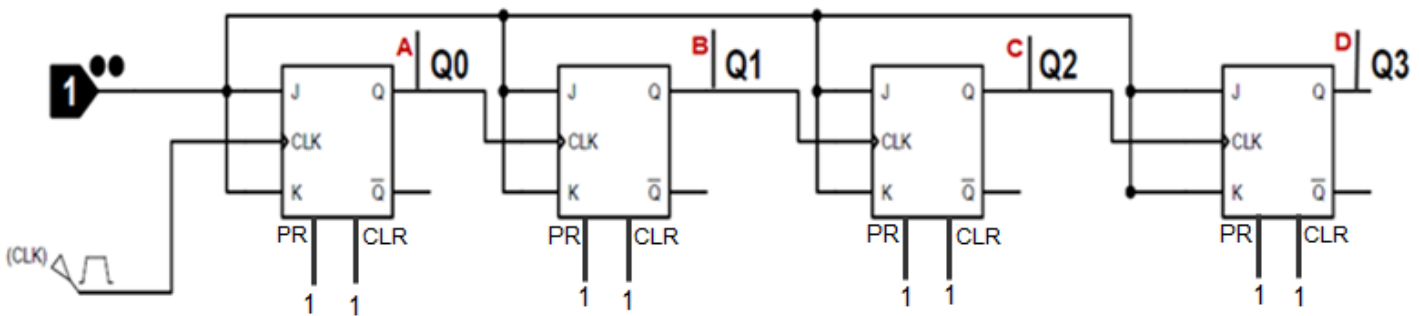 A Q0 B Q1 C Q2 D Q3
1 J Q J Q J Q J Q
CLK CLK CLK CLK
K Q̅ K Q̅ K Q̅ K Q̅
PR CLR PR CLR PR CLR PR CLR
(CLK)
1 1 1 1 1 1 1 1